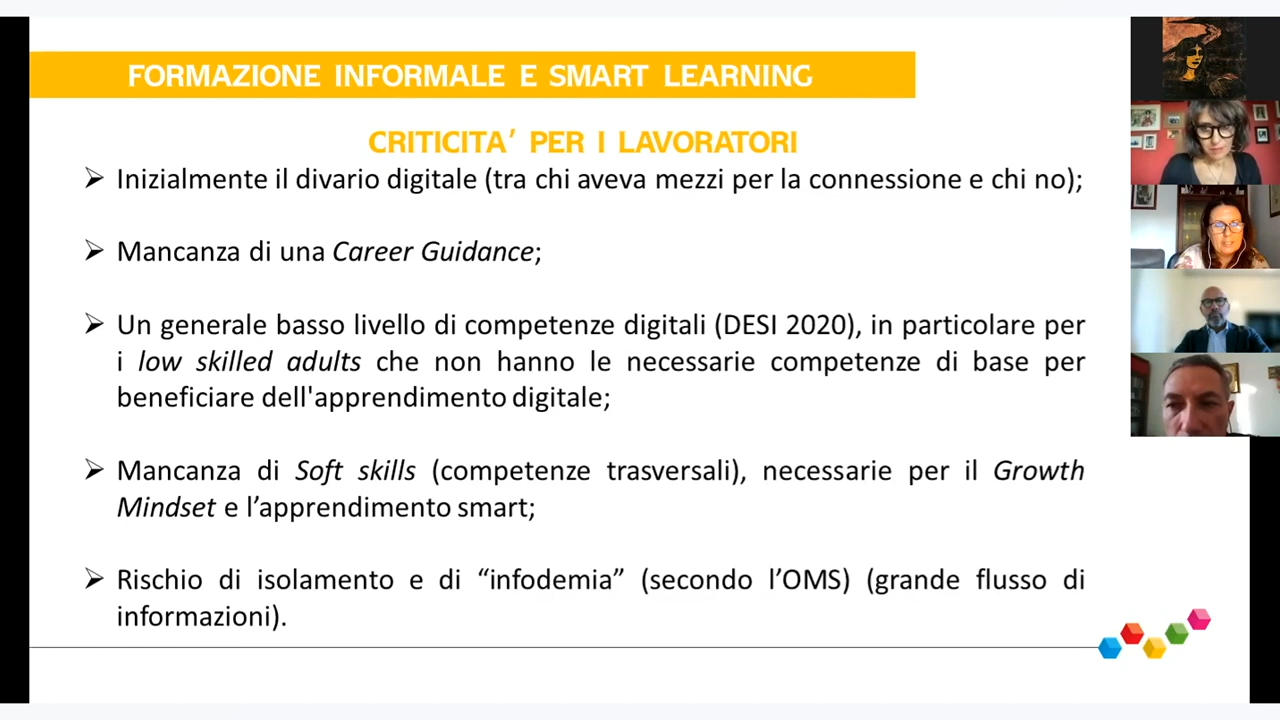 FORMAZIONE INFORMALE E SMART LEARNING
CRITICITA’ PER I LAVORATORI
➢ Inizialmente il divario digitale (tra chi aveva mezzi per la connessione e chi no);
➢ Mancanza di una Career Guidance;
➢ Un generale basso livello di competenze digitali (DESI 2020), in particolare per
i low skilled adults che non hanno le necessarie competenze di base per
beneficiare dell'apprendimento digitale;
➢ Mancanza di Soft skills (competenze trasversali), necessarie per il Growth
Mindset e l’apprendimento smart;
➢ Rischio di isolamento e di “infodemia” (secondo l’OMS) (grande flusso di
informazioni).